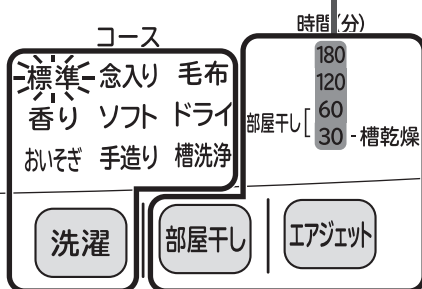 コース
標準 念入り 毛布
香り ソフト ドライ
おいそぎ 手造り 槽洗浄
時間(分)
180
120
部屋干し[ 60
30 - 槽乾燥
洗濯 部屋干し エアジェット